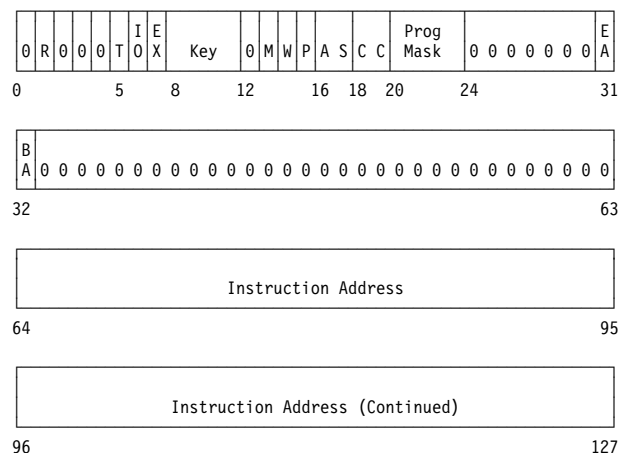 I E Prog E
0 R 0 0 0 T O X Key 0 M W P A S C C Mask 0 0 0 0 0 0 0 A
0 5 8 12 16 18 20 24 31
B
A 0 0 0 0 0 0 0 0 0 0 0 0 0 0 0 0 0 0 0 0 0 0 0 0 0 0 0 0 0 0 0
32 63
Instruction Address
64 95
Instruction Address (Continued)
96 127